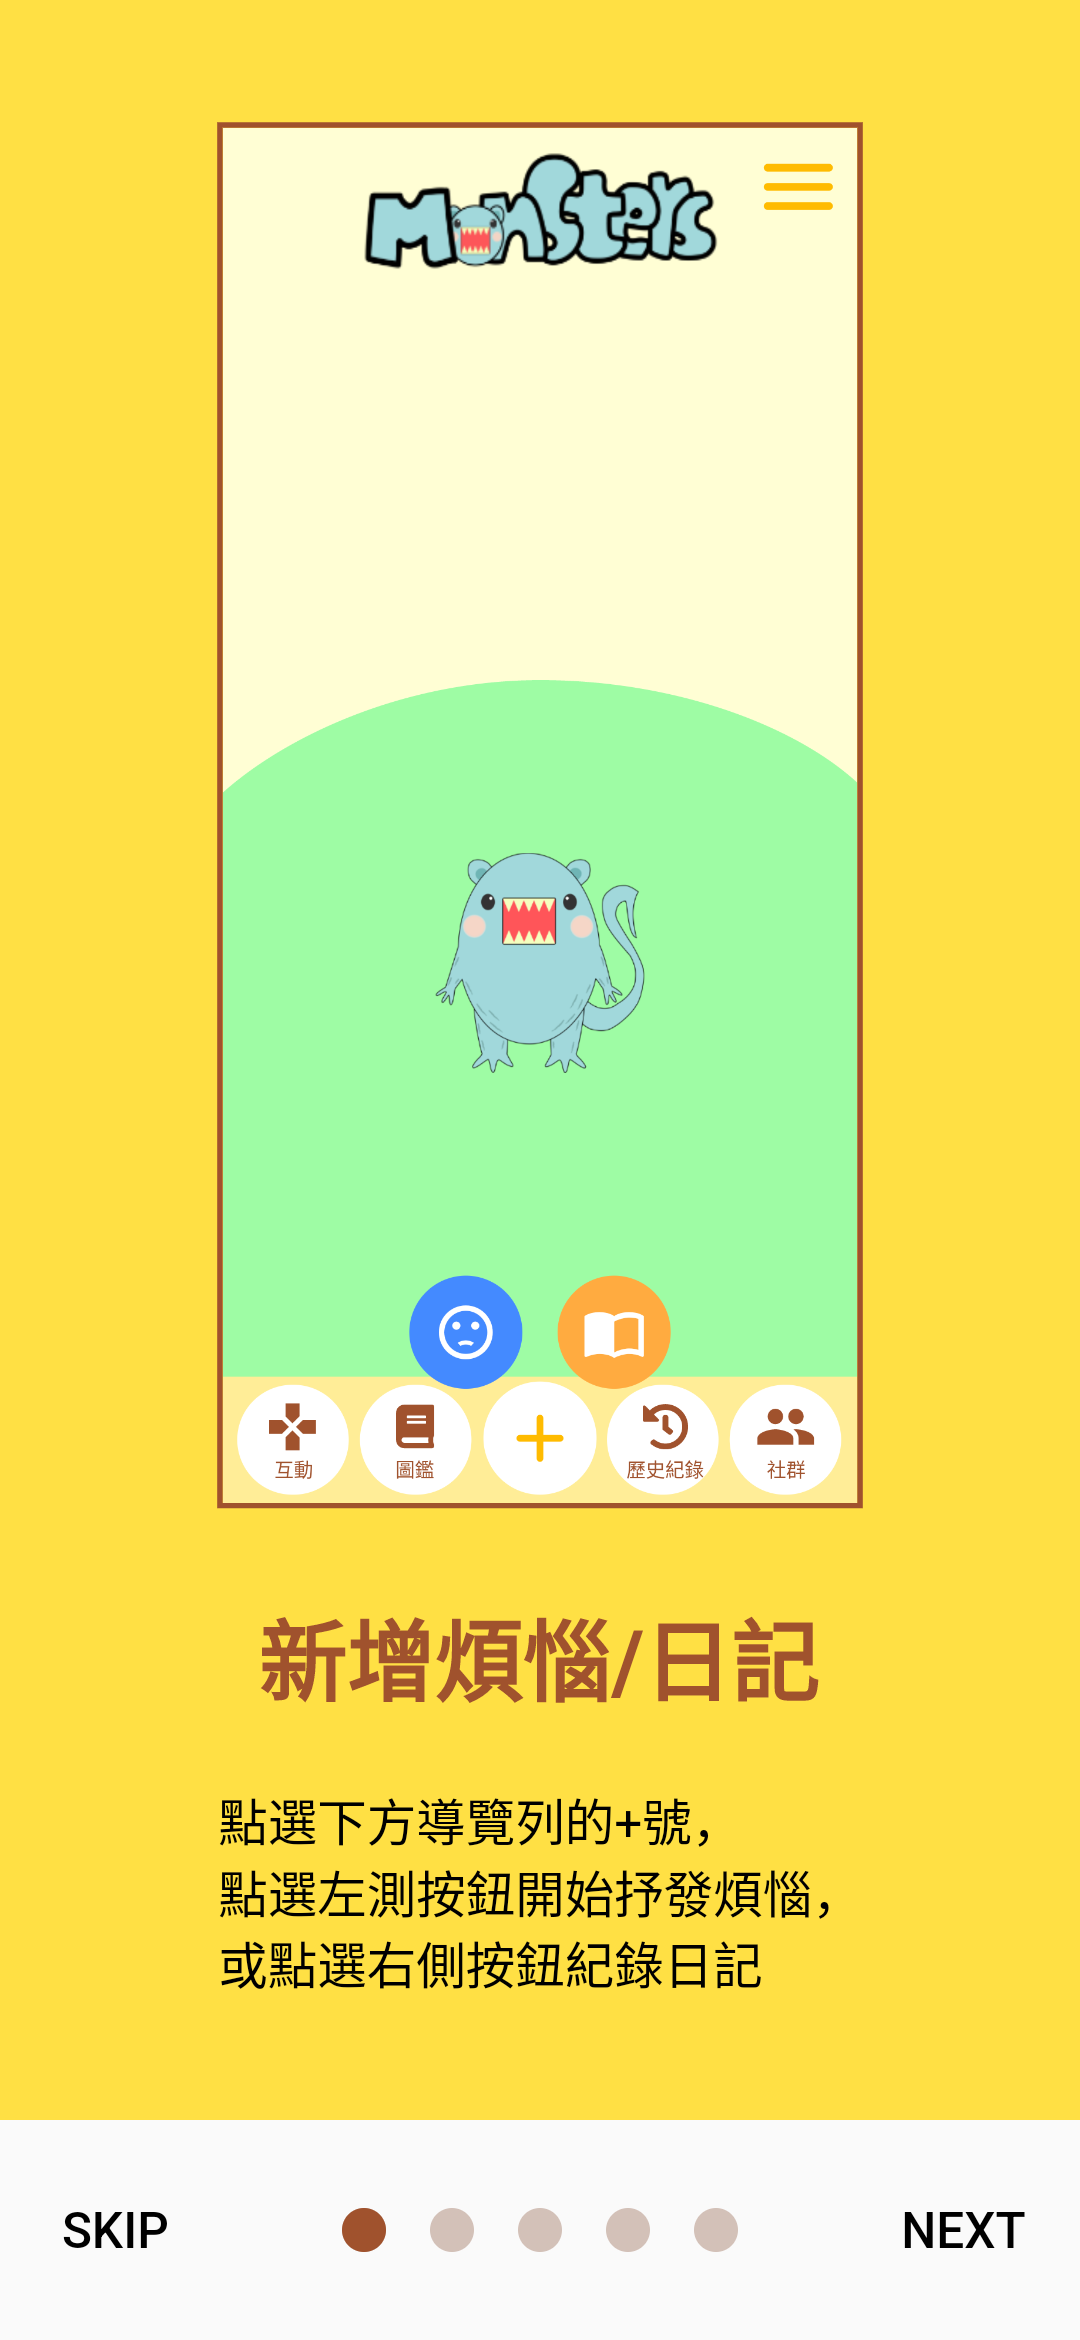 Monsters
互動
圖鑑
歷史紀錄
社群
新增煩惱/日記
點選下方導覽列的+號，
點選左測按鈕開始抒發煩惱，
或點選右側按鈕紀錄日記
SKIP
NEXT